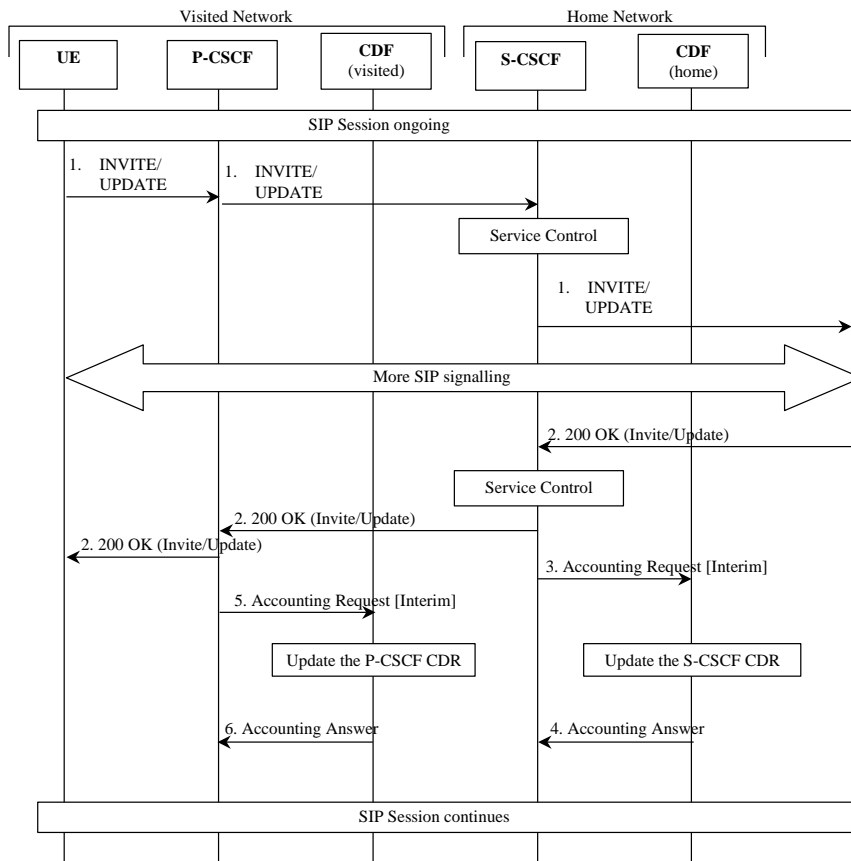 Visited Network
Home Network
UE
P-CSCF
CDF
(visited)
S-CSCF
CDF
(home)
SIP Session ongoing
1. INVITE/
UPDATE
1. INVITE/
UPDATE
Service Control
1. INVITE/
UPDATE
More SIP signalling
2. 200 OK (Invite/Update)
Service Control
2. 200 OK (Invite/Update)
2. 200 OK (Invite/Update)
3. Accounting Request [Interim]
5. Accounting Request [Interim]
Update the P-CSCF CDR
Update the S-CSCF CDR
6. Accounting Answer
4. Accounting Answer
SIP Session continues